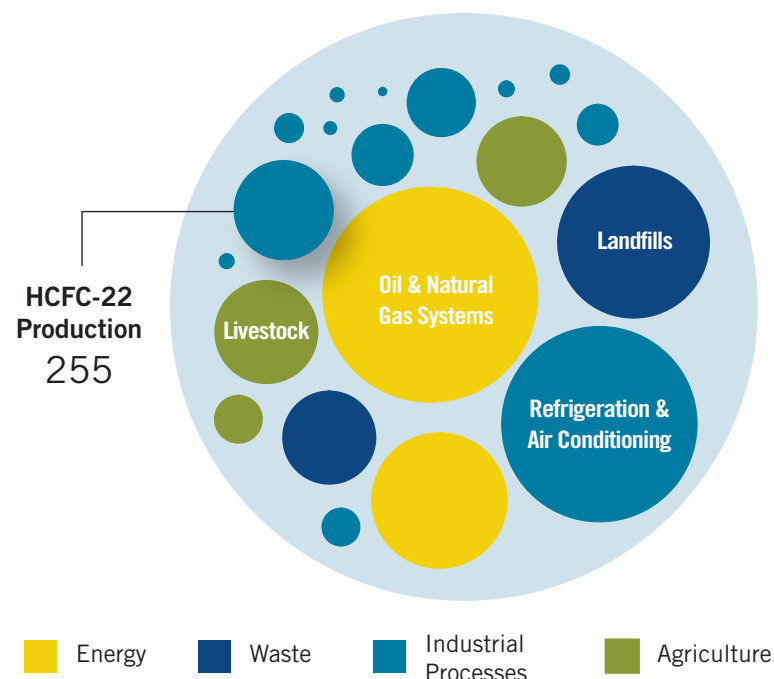 Landfills
Oil & Natural
Gas Systems
HCFC-22
Production
255
Livestock
Refrigeration &
Air Conditioning
Energy
Waste
Industrial
Processes
Agriculture